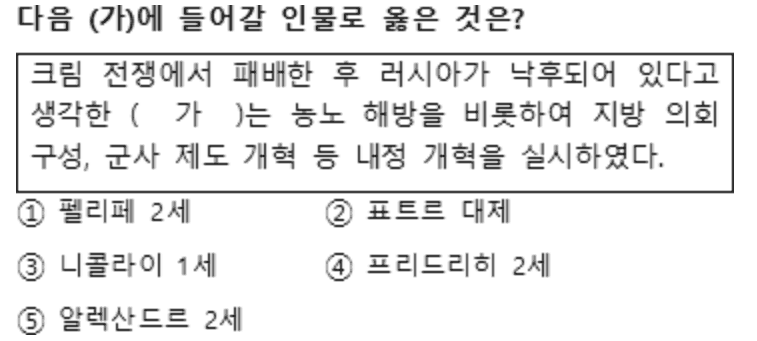 다음 (가)에 들어갈 인물로 옳은 것은?
크림 전쟁에서 패배한 후 러시아가 낙후되어 있다고
생각한 ( 가 )는 농노 해방을 비롯하여 지방 의회
구성, 군사 제도 개혁 등 내정 개혁을 실시하였다.
① 펠리페 2세 ② 표트르 대제
③ 니콜라이 1세 ④ 프리드리히 2세
⑤ 알렉산드르 2세